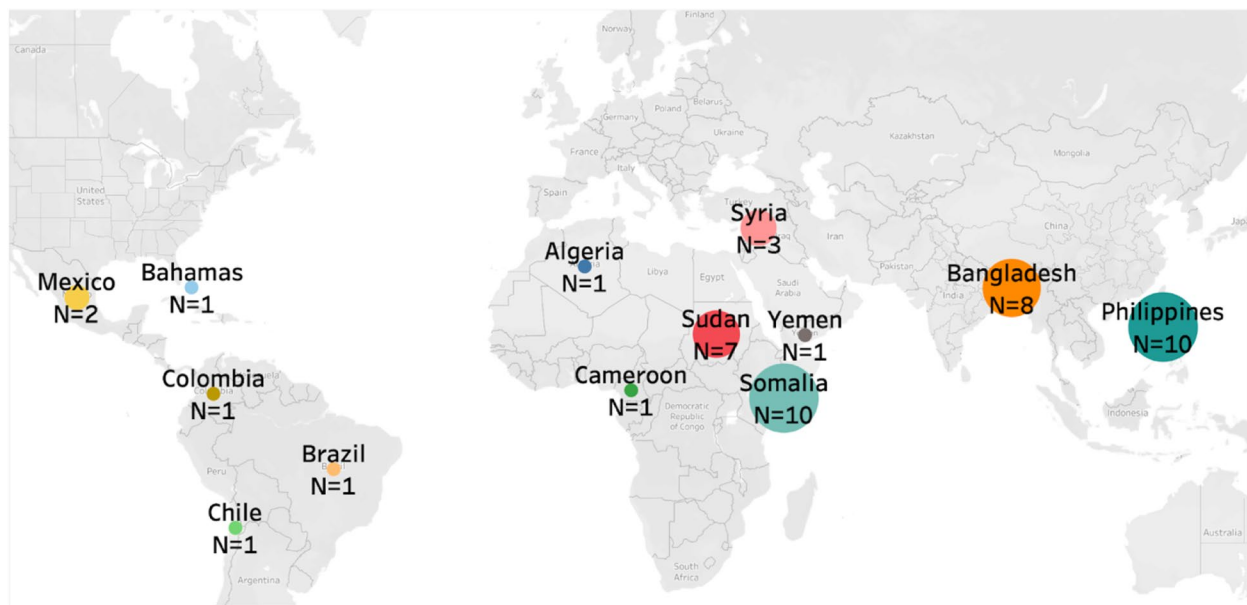 Finland
Norway
Canada
Belarus
Poland
Germany
Ukraine
Kazakhstan
France
Mongolia
Italy
United
States
Spain
Turkey
Syria
N=3
China
Iran
Algeria
N=1
Libya
Egypt
Pakistan
Bangladesh
N=8
Mexico
N=2
Bahamas
N=1
Saudi
Arabia
India
Philippines
N=10
Sudan
N=7
Yemen
N=1
Colombia
N=1
Cameroon
N=1
Somalia
N=10
Democratic
Republic
of Congo
Indonesia
Brazil
N=1
Peru
Chile
N=1
Australia
Argentina
South
Africa